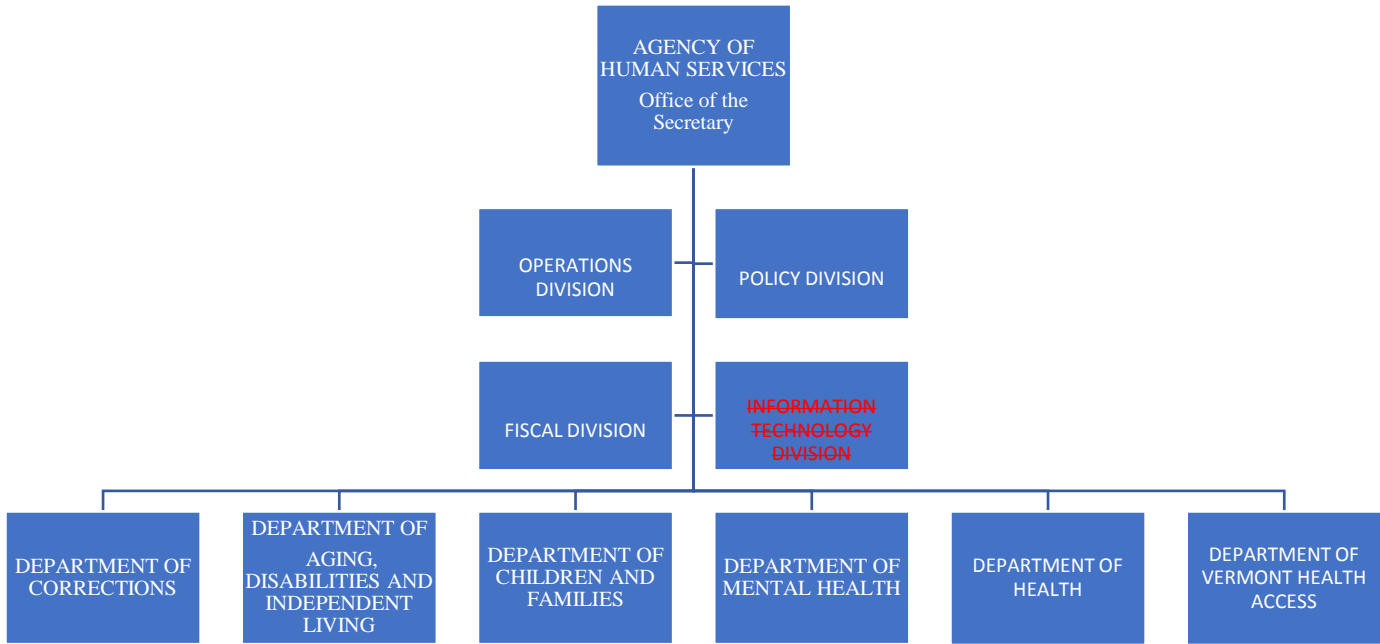 AGENCY OF
HUMAN SERVICES
Office of the
Secretary
OPERATIONS
DIVISION
POLICY DIVISION
FISCAL DIVISION
INFORMATION
TECHNOLOGY
DIVISION
DEPARTMENT OF
CORRECTIONS
DEPARTMENT OF
AGING,
DISABILITIES AND
INDEPENDENT
LIVING
DEPARTMENT OF
CHILDREN AND
FAMILIES
DEPARTMENT OF
MENTAL HEALTH
DEPARTMENT OF
HEALTH
DEPARTMENT OF
VERMONT HEALTH
ACCESS